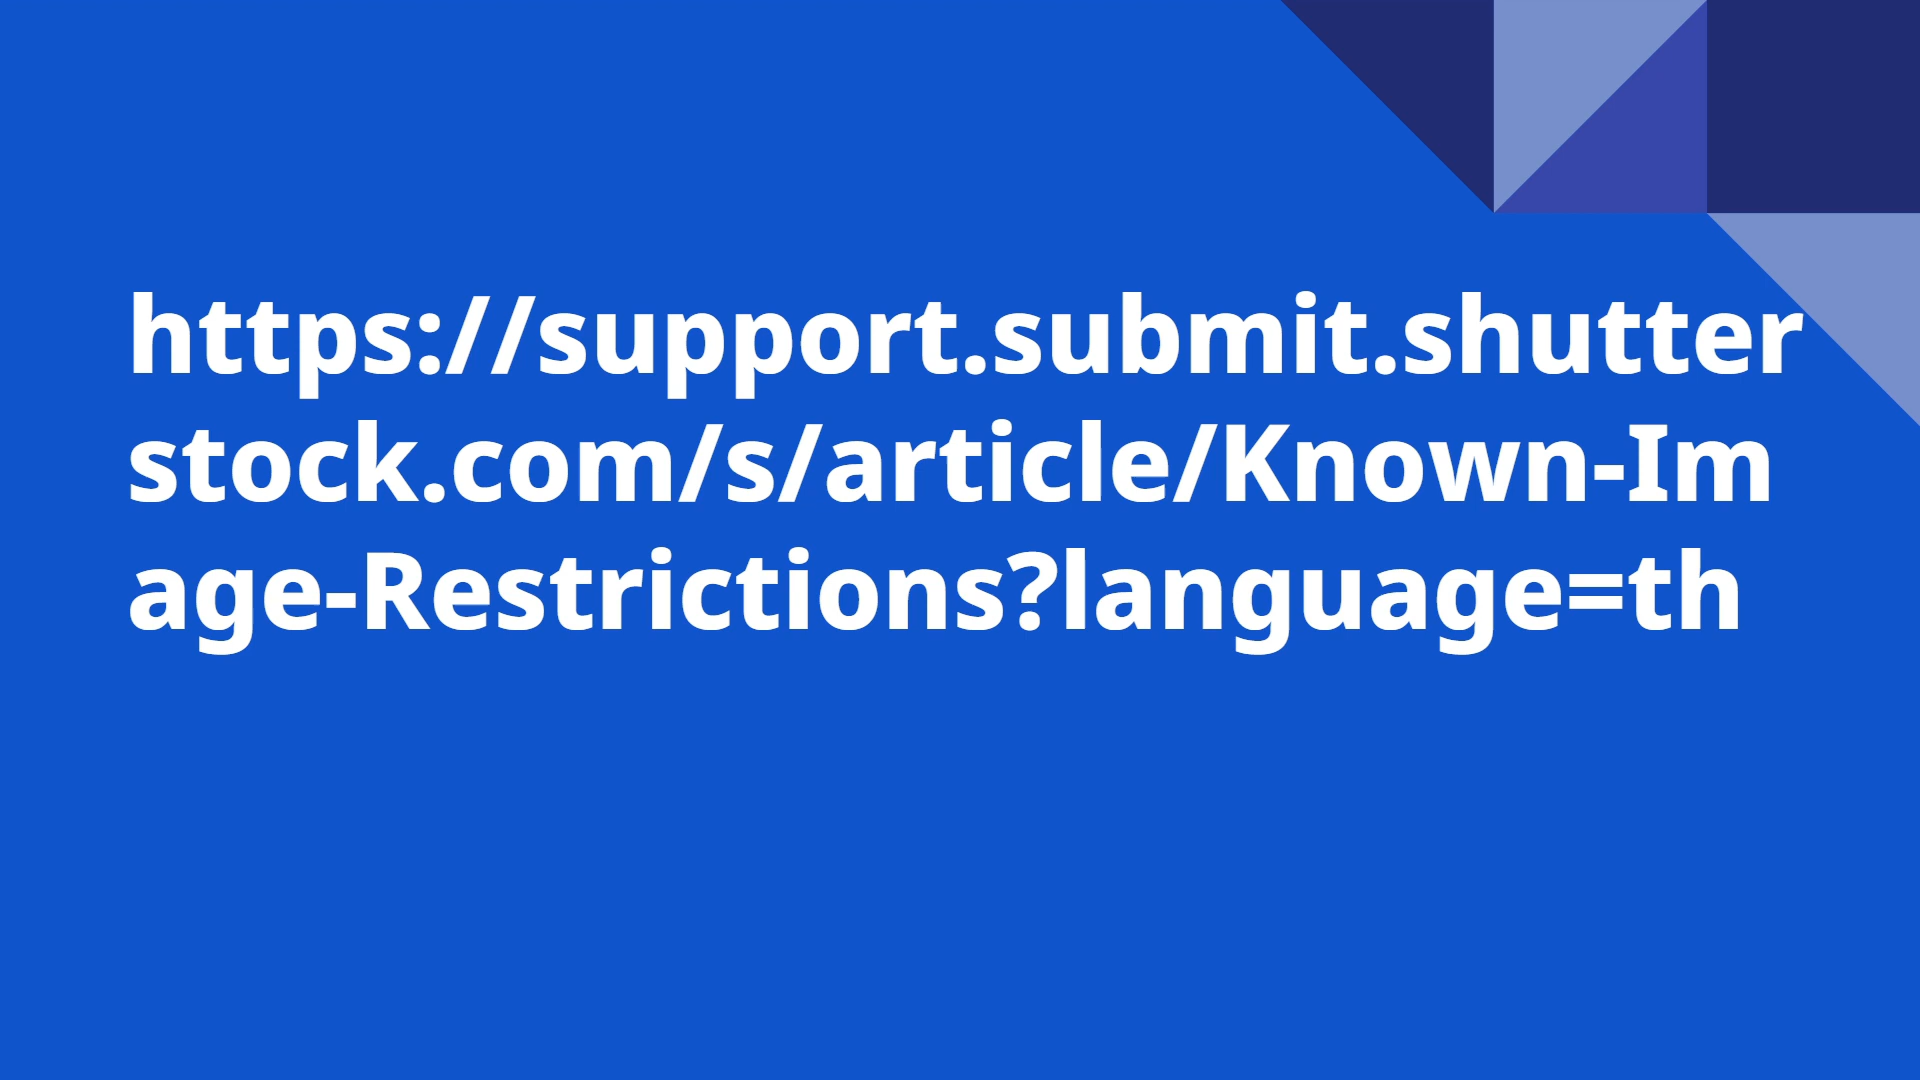 https://support.submit.shutter
stock.com/s/article/Known-Im
age-Restrictions?language=th